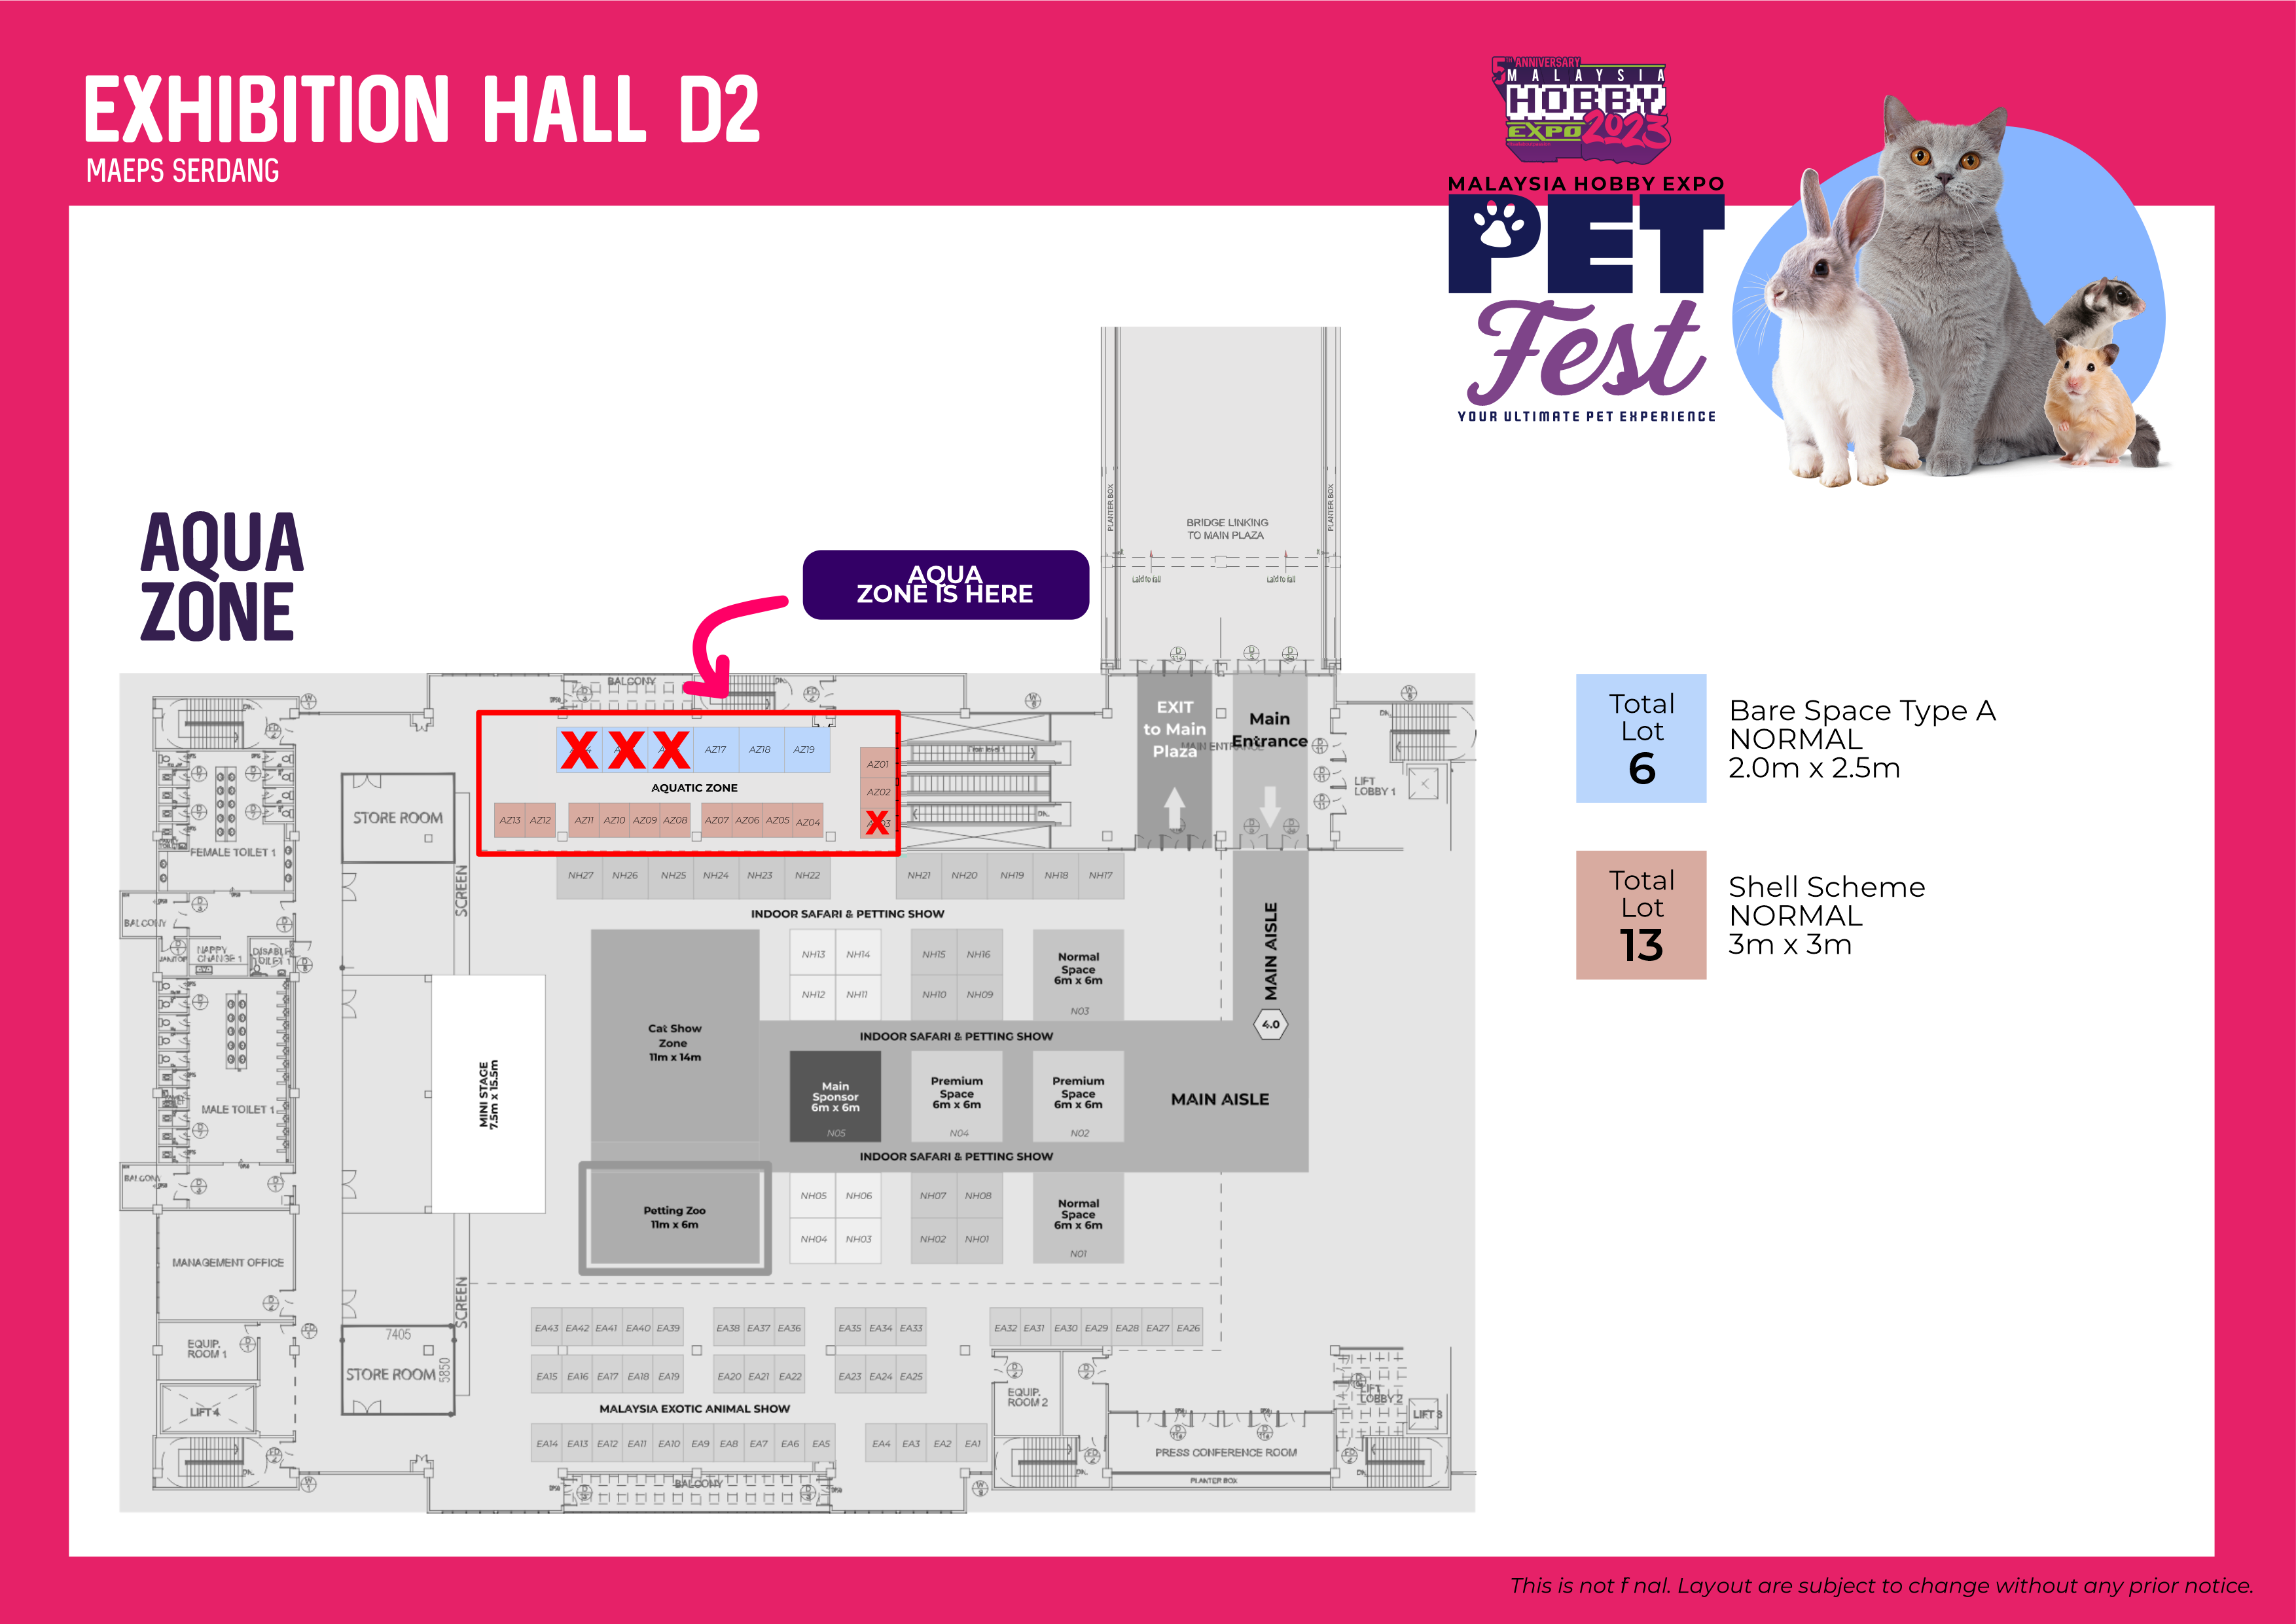 EXHIBITION HALL D2
MAEPS SERDANG
5TH ANNIVERSARY
MALAYSIA
HOBBY
EXPO 2023
MALAYSIA HOBBY EXPO
PET
Fest
YOUR ULTIMATE PET EXPERIENCE
AQUA
ZONE
AQUA
ZONE IS HERE
PLANTER BOX
PLANTER BOX
BRIDGE LINKING
TO MAIN PLAZA
BALCONY
EXIT
to Main
Plaza
Main
Entrance
MAIN ENTRANCE
LIFT
LOBBY 1
AZ17 AZ18 AZ19
AZ01
AZ02
AQUATIC ZONE
AZ13 AZ12 AZ11 AZ10 AZ09 AZ08 AZ07 AZ06 AZ05 AZ04
X X X
X
Total
Lot
6
Bare Space Type A
NORMAL
2.0m x 2.5m
Total
Lot
13
Shell Scheme
NORMAL
3m x 3m
STORE ROOM
FEMALE TOILET 1
SCREEN
BALCONY
NAPPY
CHANGE 1
DISABLE
TOILET 1
JANITOR
NH27 NH26 NH25 NH24 NH23 NH22 NH21 NH20 NH19 NH18 NH17
INDOOR SAFARI & PETTING SHOW
NH13 NH14 NH15 NH16
NH12 NH11 NH10 NH09
Normal
Space
6m x 6m
N03
MAIN AISLE
4.0
Cat Show
Zone
11m x 14m
INDOOR SAFARI & PETTING SHOW
MINI STAGE
7.5m x 15.5m
Main
Sponsor
6m x 6m
N05
Premium
Space
6m x 6m
N04
Premium
Space
6m x 6m
N02
MAIN AISLE
MALE TOILET 1
INDOOR SAFARI & PETTING SHOW
BALCONY
Petting Zoo
11m x 6m
NH05 NH06 NH07 NH08
NH04 NH03 NH02 NH01
Normal
Space
6m x 6m
N01
MANAGEMENT OFFICE
SCREEN
EQUIP.
ROOM 1
7405
STORE ROOM
5850
LIFT 4
EA43 EA42 EA41 EA40 EA39 EA38 EA37 EA36 EA35 EA34 EA33 EA32 EA31 EA30 EA29 EA28 EA27 EA26
EA15 EA16 EA17 EA18 EA19 EA20 EA21 EA22 EA23 EA24 EA25
MALAYSIA EXOTIC ANIMAL SHOW
EA14 EA13 EA12 EA11 EA10 EA9 EA8 EA7 EA6 EA5 EA4 EA3 EA2 EA1
EQUIP.
ROOM 2
LIFT
LOBBY 2
LIFT 3
PRESS CONFERENCE ROOM
PLANTER BOX
BALCONY
This is not f nal. Layout are subject to change without any prior notice.